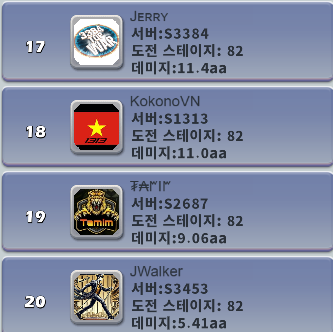 17
Jerry
서버:S3384
도전 스테이지: 82
데미지:11.4aa
18
KokonoVN
1313
서버:S1313
도전 스테이지: 82
데미지:11.0aa
19
Tamim
서버:S2687
도전 스테이지: 82
데미지:9.06aa
20
JWalker
서버:S3453
도전 스테이지: 82
데미지:5.41aa